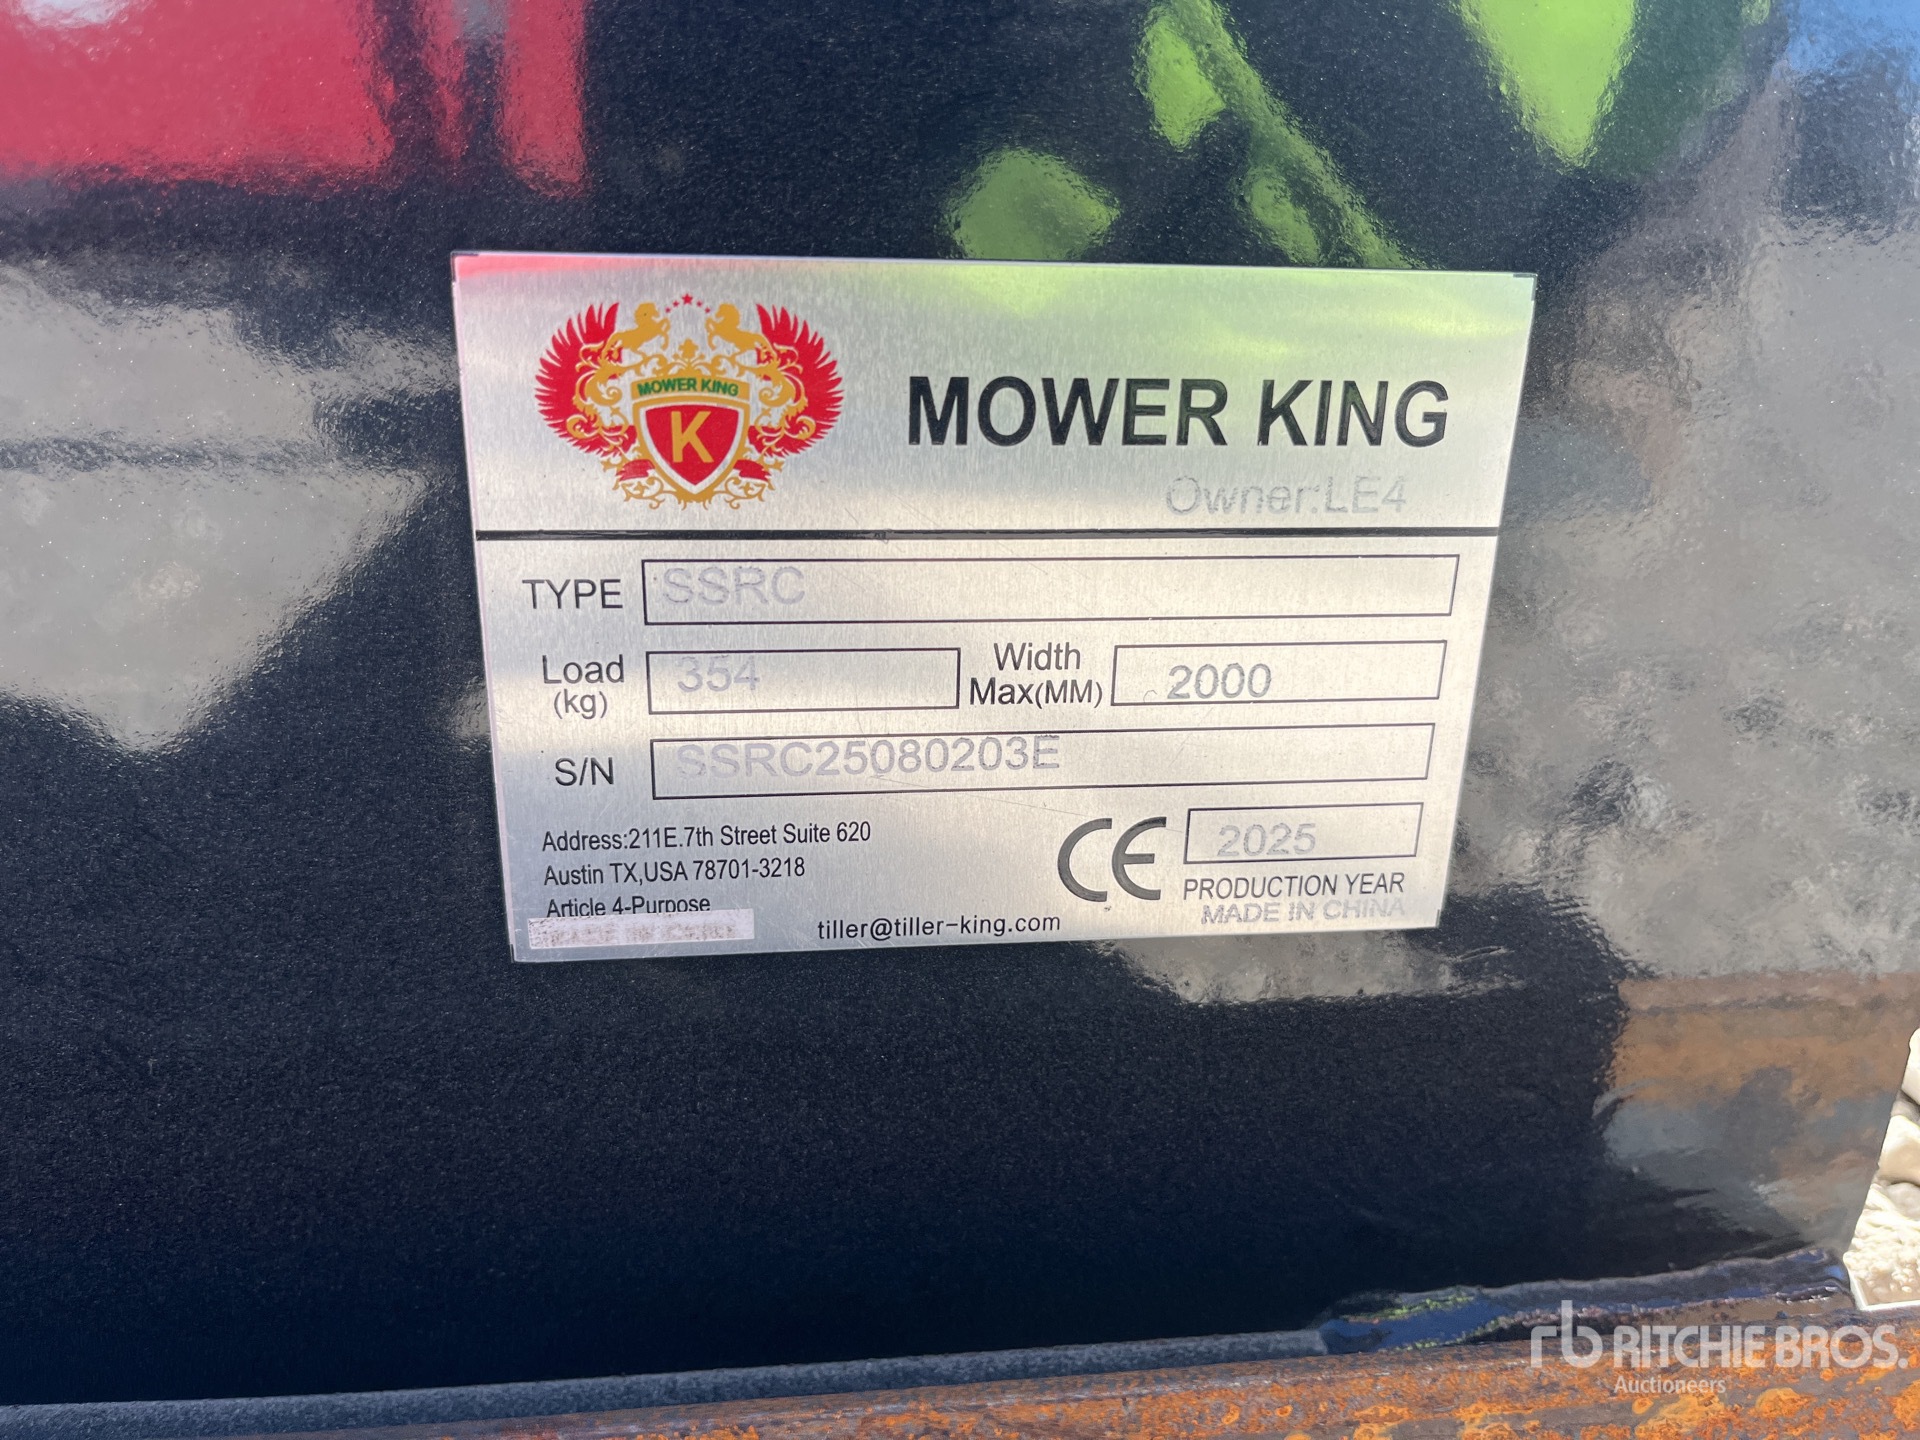 MOWER KING
K
MOWER KING
Owner:LE4
TYPE SSRC
Load (kg) 354 Width Max(MM) 2000
S/N SSRC25080203E
Address:211E.7th Street Suite 620
Austin TX,USA 78701-3218
Article 4-Purpose
tiller@tiller-king.com
CE 2025
PRODUCTION YEAR
MADE IN CHINA
rb RITCHIE BROS.
Auctioneers